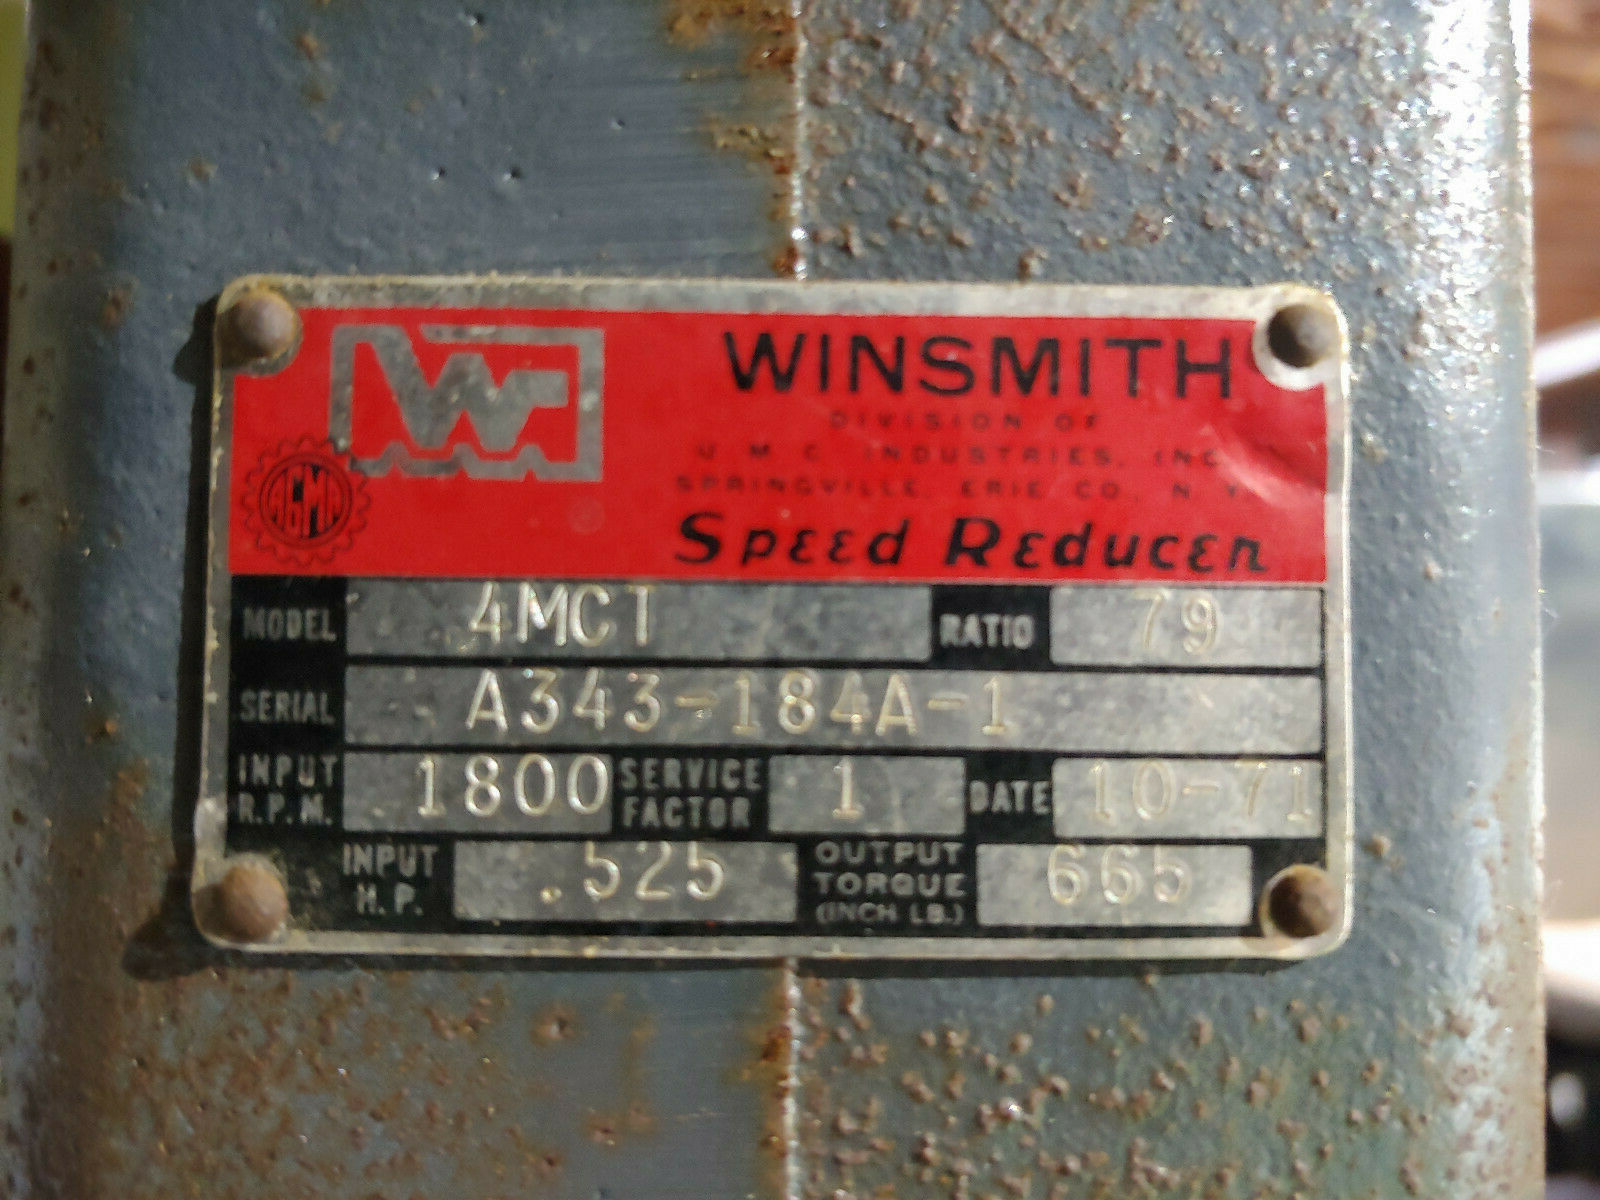 W
WINSMITH
DIVISION OF
U M C INDUSTRIES, INC.
SPRINGVILLE, ERIE CO., N. Y.
AGMA
Speed Reducer
MODEL 4MCT RATIO 79
SERIAL A343-184A-1
INPUT R.P.M. 1800 SERVICE FACTOR 1 DATE 10-71
INPUT H.P. .525 OUTPUT TORQUE (INCH LB.) 665